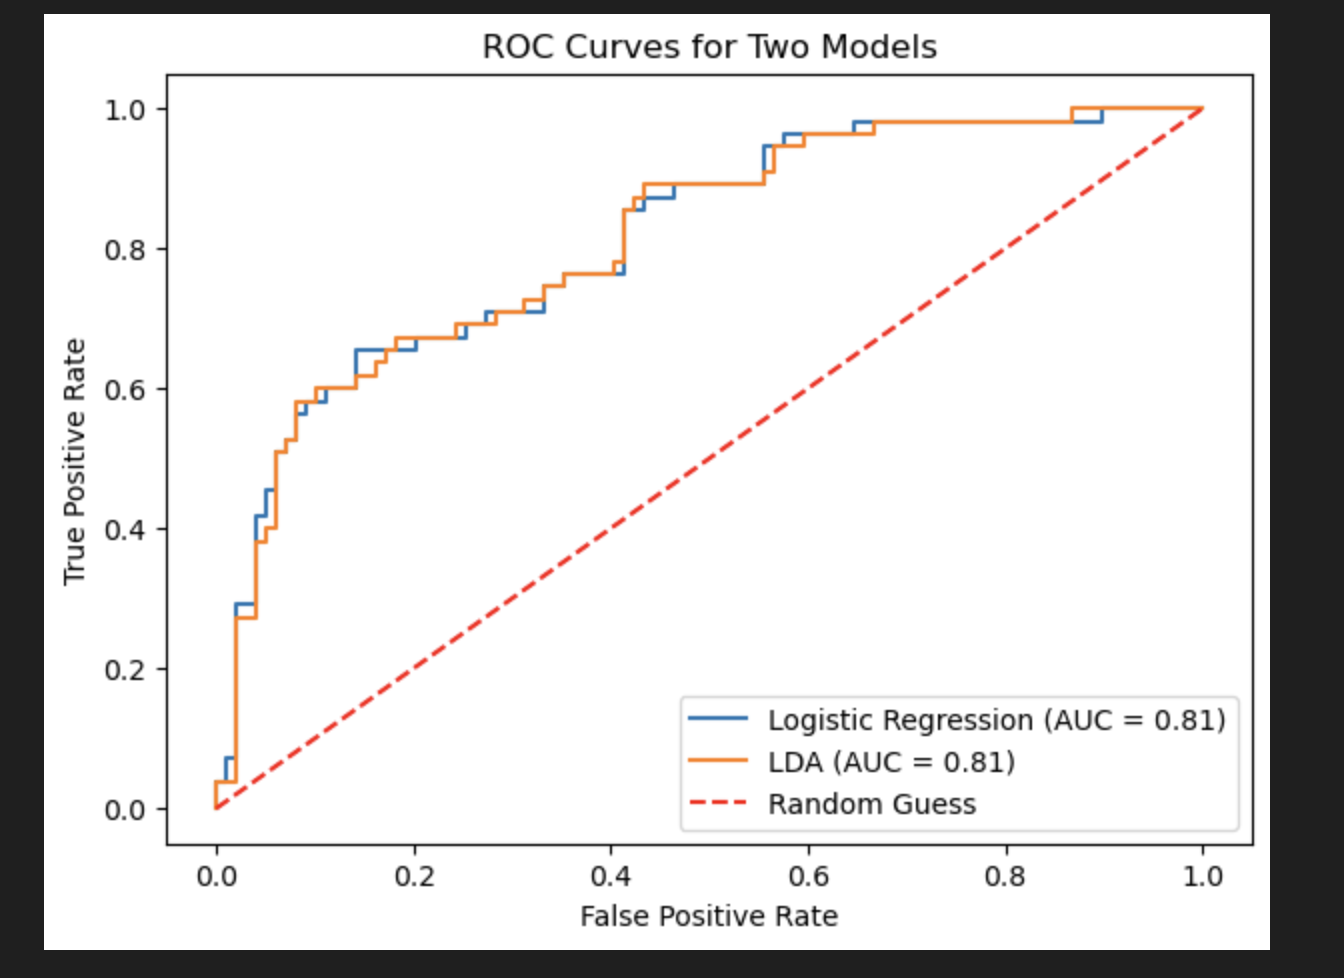 ROC Curves for Two Models
True Positive Rate
1.0
0.8
0.6
0.4
0.2
0.0
Logistic Regression (AUC = 0.81)
LDA (AUC = 0.81)
Random Guess
0.0 0.2 0.4 0.6 0.8 1.0
False Positive Rate